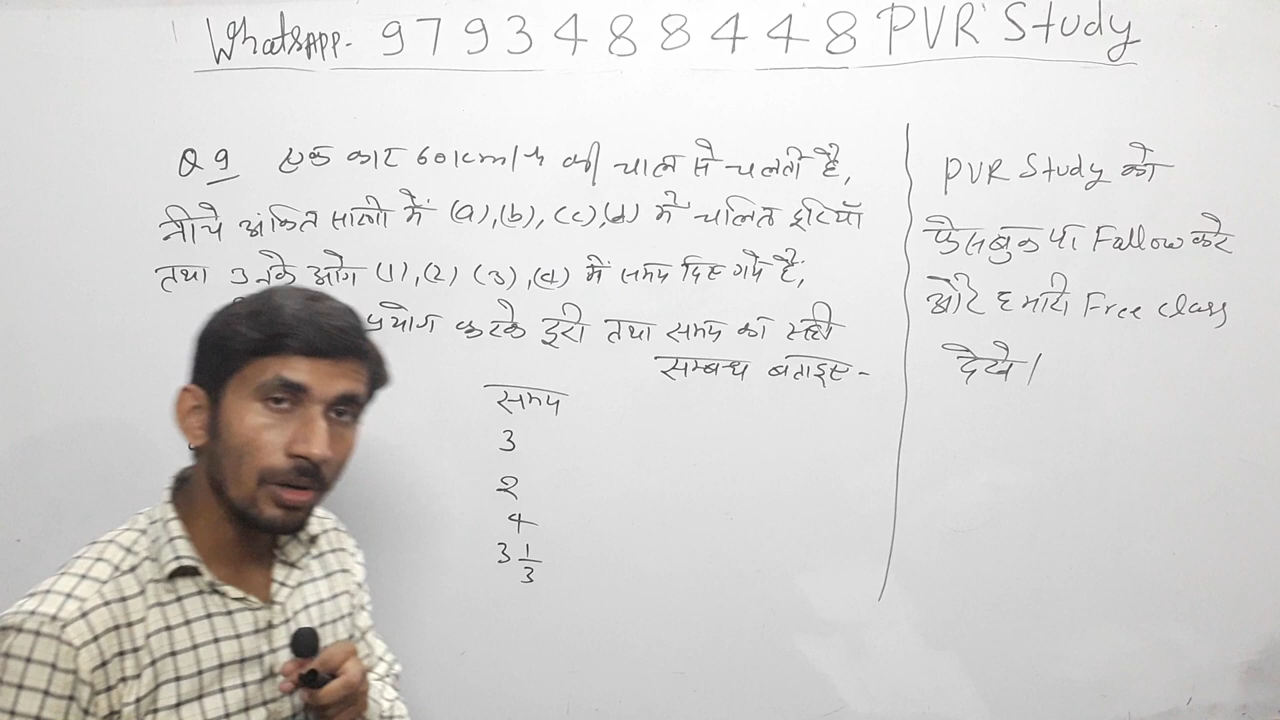 WhatsAPP- 9793488448 PVR Study
Q 9 एक कार 60km/h की चाल से चलती है,
नीचे अंकित सारणी में (a),(b),(c),(d) में चलित दूरियाँ
तथा उनके आगे (1),(2) (3),(4) में समय दिए गये हैं,
प्रयोग करके दूरी तथा समय का सही
सम्बन्ध बताइए-
समय
3
2
4
3 1/3
PVR Study को
फेसबुक पर Fallow करे
और हमारी Free class
देखे।